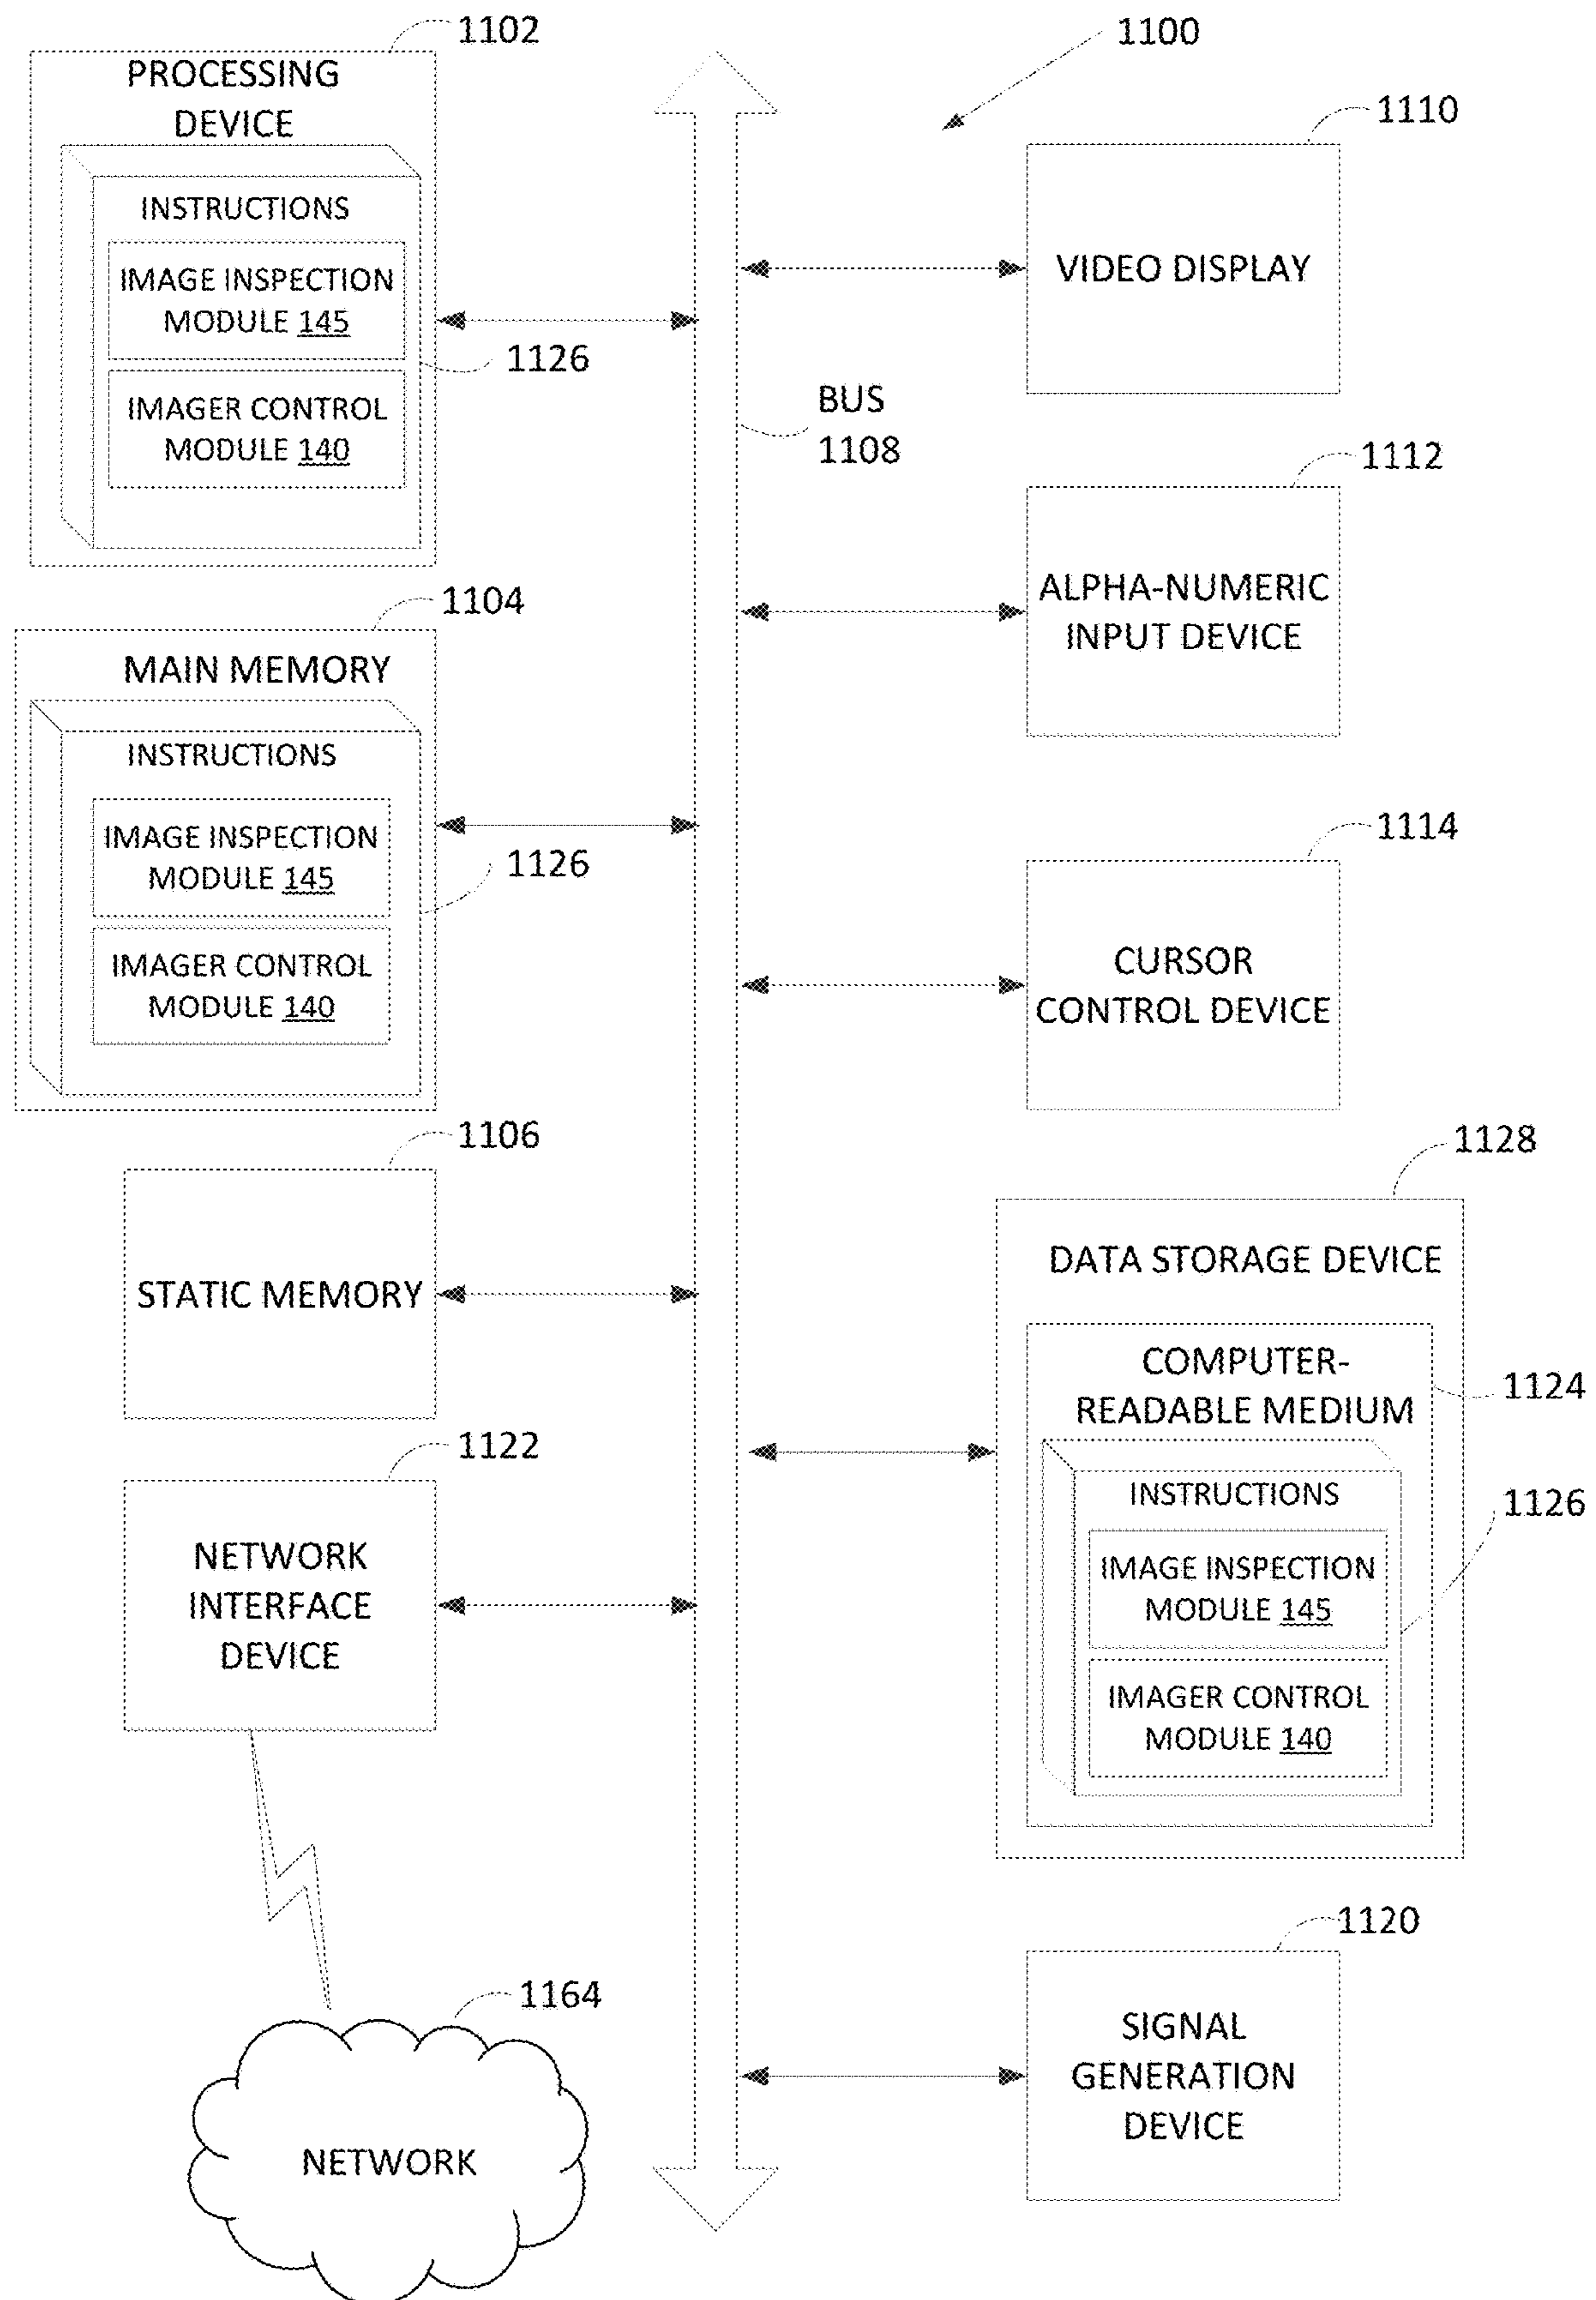 1102
PROCESSING
DEVICE
INSTRUCTIONS
IMAGE INSPECTION
MODULE 145
1126
IMAGER CONTROL
MODULE 140
1104
MAIN MEMORY
INSTRUCTIONS
IMAGE INSPECTION
MODULE 145
1126
IMAGER CONTROL
MODULE 140
1106
STATIC MEMORY
1122
NETWORK
INTERFACE
DEVICE
1164
NETWORK
BUS
1108
1100
1110
VIDEO DISPLAY
1112
ALPHA-NUMERIC
INPUT DEVICE
1114
CURSOR
CONTROL DEVICE
1128
DATA STORAGE DEVICE
COMPUTER-
READABLE MEDIUM
1124
INSTRUCTIONS
1126
IMAGE INSPECTION
MODULE 145
IMAGER CONTROL
MODULE 140
1120
SIGNAL
GENERATION
DEVICE